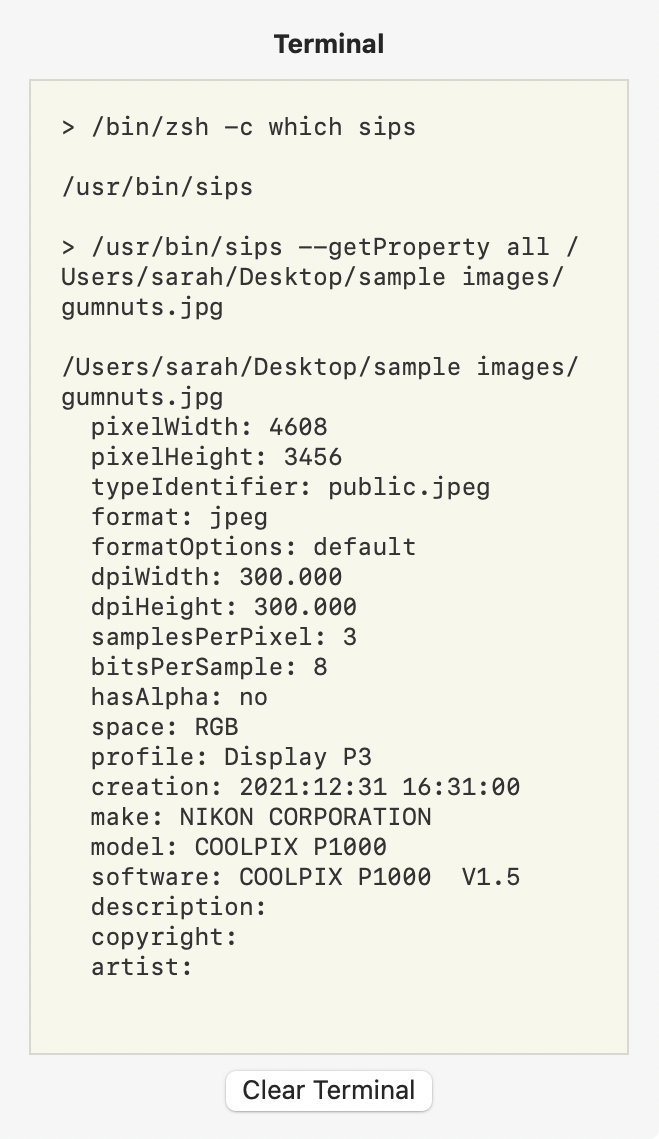 Terminal
> /bin/zsh -c which sips
/usr/bin/sips
> /usr/bin/sips --getProperty all /
Users/sarah/Desktop/sample images/
gumnuts.jpg
/Users/sarah/Desktop/sample images/
gumnuts.jpg
  pixelWidth: 4608
  pixelHeight: 3456
  typeIdentifier: public.jpeg
  format: jpeg
  formatOptions: default
  dpiWidth: 300.000
  dpiHeight: 300.000
  samplesPerPixel: 3
  bitsPerSample: 8
  hasAlpha: no
  space: RGB
  profile: Display P3
  creation: 2021:12:31 16:31:00
  make: NIKON CORPORATION
  model: COOLPIX P1000
  software: COOLPIX P1000  V1.5
  description:
  copyright:
  artist:
Clear Terminal